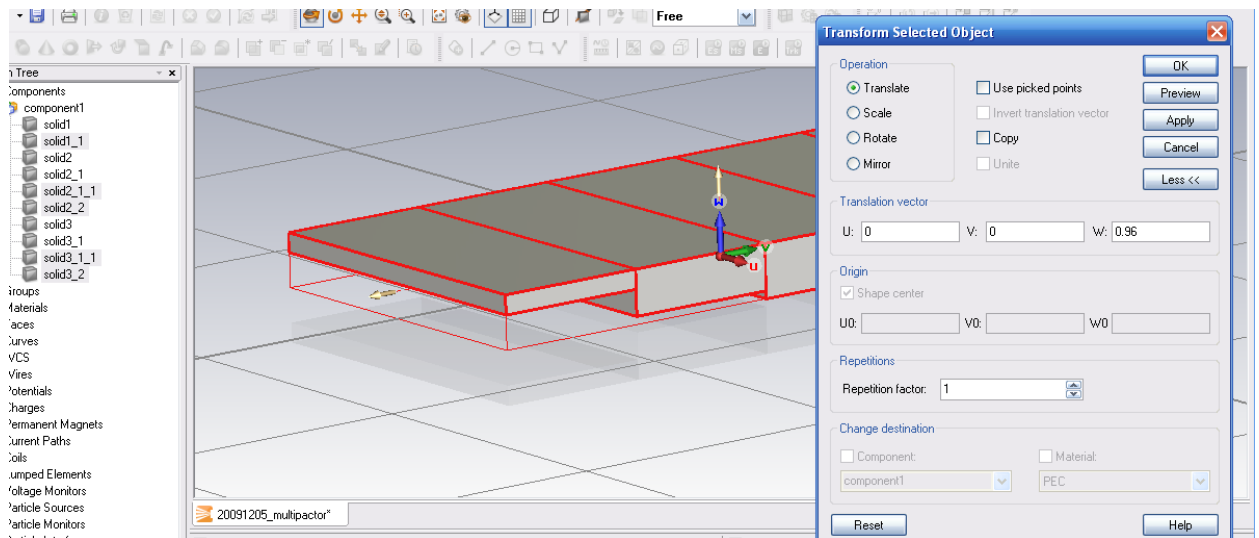 Free
Tree
Components
component1
solid1
solid1_1
solid2
solid2_1
solid2_1_1
solid2_2
solid3
solid3_1
solid3_1_1
solid3_2
Groups
Materials
Faces
Curves
WCS
Wires
Potentials
Charges
Permanent Magnets
Current Paths
Coils
Lumped Elements
Voltage Monitors
Particle Sources
Particle Monitors
W
V
U
20091205_multipactor*
Transform Selected Object
Operation
Translate
Scale
Rotate
Mirror
Use picked points
Invert translation vector
Copy
Unite
OK
Preview
Apply
Cancel
Less <<
Translation vector
U: 0 V: 0 W: 0.96
Origin
Shape center
U0: V0: W0
Repetitions
Repetition factor: 1
Change destination
Component: Material:
component1 PEC
Reset Help